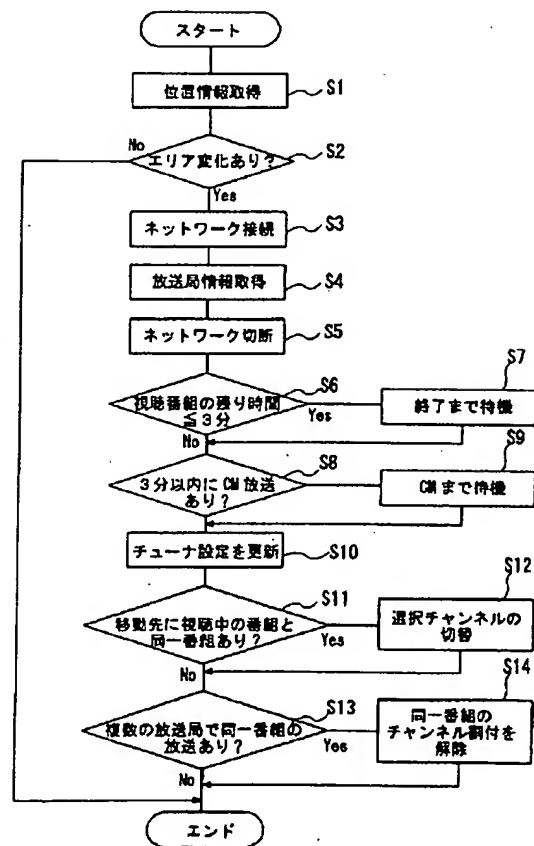 スタート
位置情報取得
S1
No
エリア変化あり？
S2
Yes
ネットワーク接続
S3
放送局情報取得
S4
ネットワーク切断
S5
視聴番組の残り時間
≦3分
S6
Yes
終了まで待機
S7
No
3分以内にCM放送
あり？
S8
CMまで待機
S9
チューナ設定を更新
S10
移動先に視聴中の番組と
同一番組あり？
S11
Yes
選択チャンネルの
切替
S12
No
複数の放送局で同一番組の
放送あり？
S13
Yes
同一番組の
チャンネル割付を
解除
S14
No
エンド